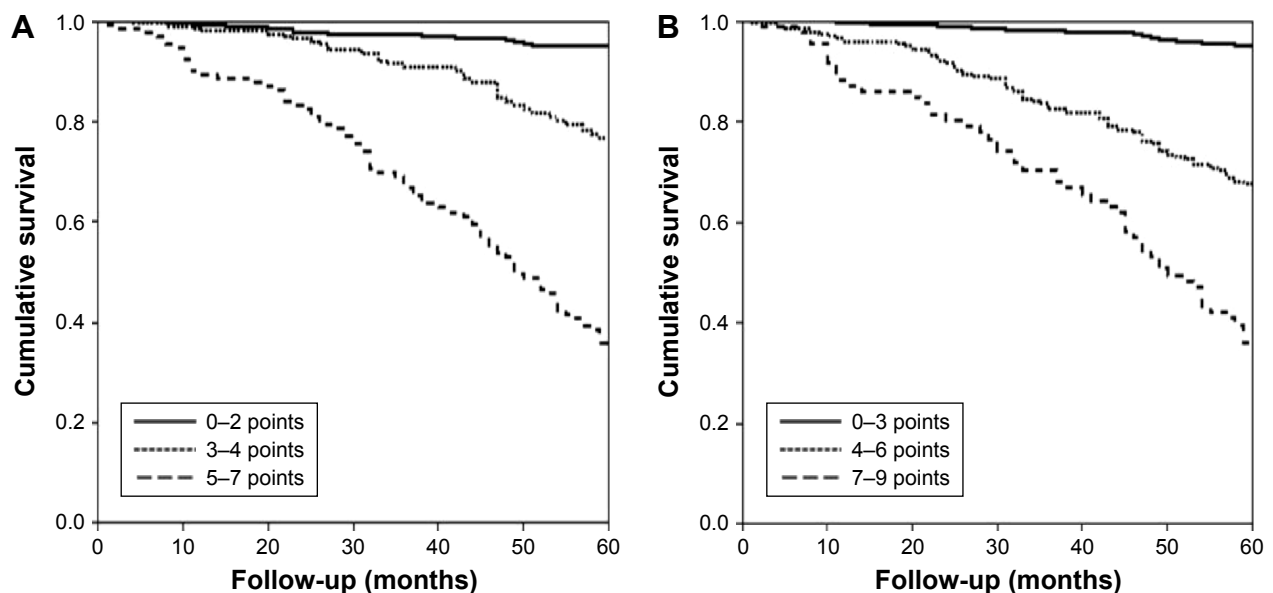 A
Cumulative survival
1.0
0.8
0.6
0.4
0.2
0.0
0–2 points
3–4 points
5–7 points
0 10 20 30 40 50 60
Follow-up (months)
B
Cumulative survival
1.0
0.8
0.6
0.4
0.2
0.0
0–3 points
4–6 points
7–9 points
0 10 20 30 40 50 60
Follow-up (months)